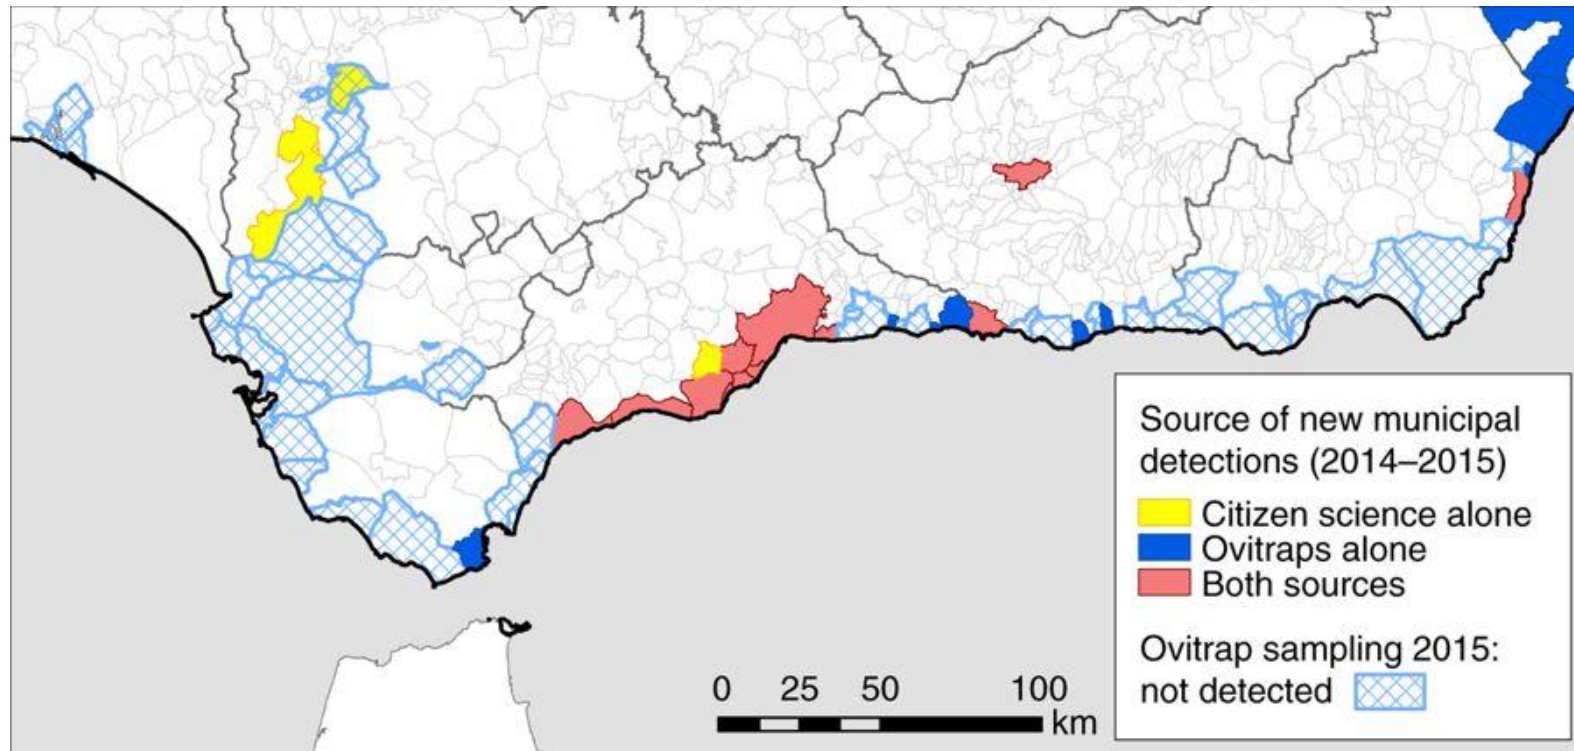 Source of new municipal
detections (2014–2015)
Citizen science alone
Ovitraps alone
Both sources
Ovitrap sampling 2015:
not detected
0 25 50 100
km